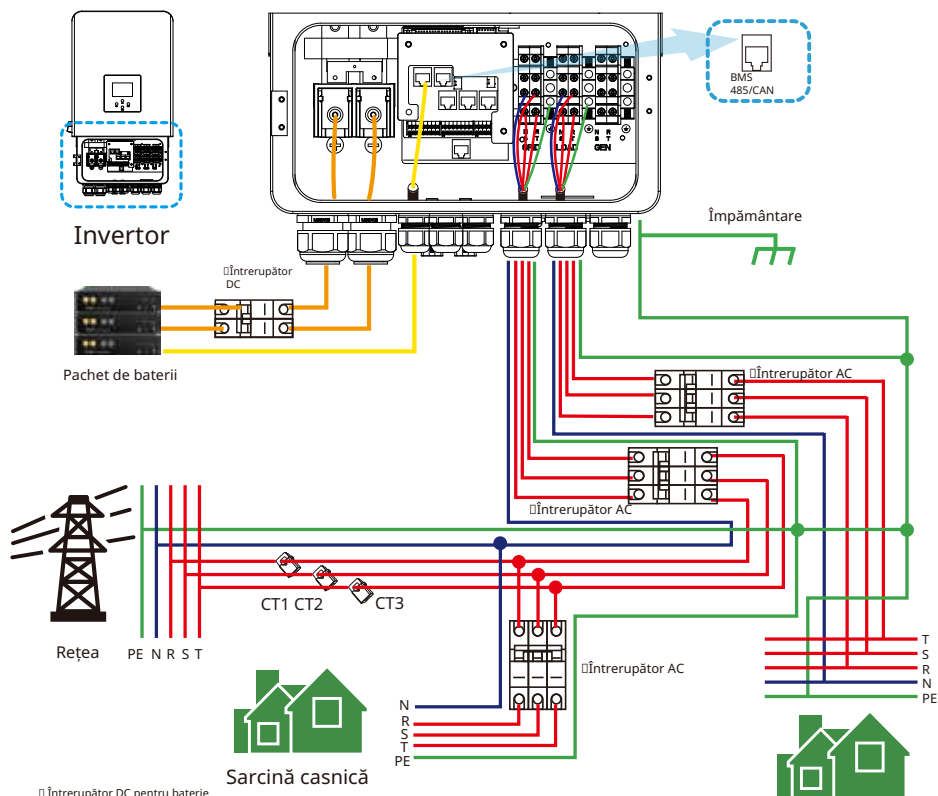 BMS
485/CAN
N R
S T
GRID
N R
S T
LOAD
N R
S T
GEN
Invertor
Împământare
▯Întrerupător
DC
Pachet de baterii
▯Întrerupător AC
▯Întrerupător AC
CT1 CT2
CT3
Rețea
PE N R S T
▯Întrerupător AC
T
S
R
N
PE
N
R
S
T
PE
Sarcină casnică
▯ Întrerupător DC pentru baterie